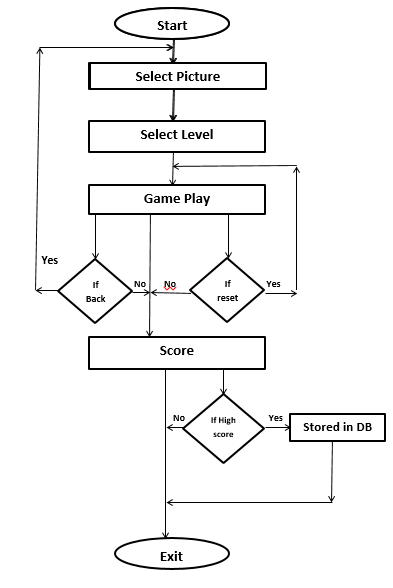 Start
Select Picture
Select Level
Game Play
Yes
If
Back
No
No
If
reset
Yes
Score
No
If High
score
Yes
Stored in DB
Exit